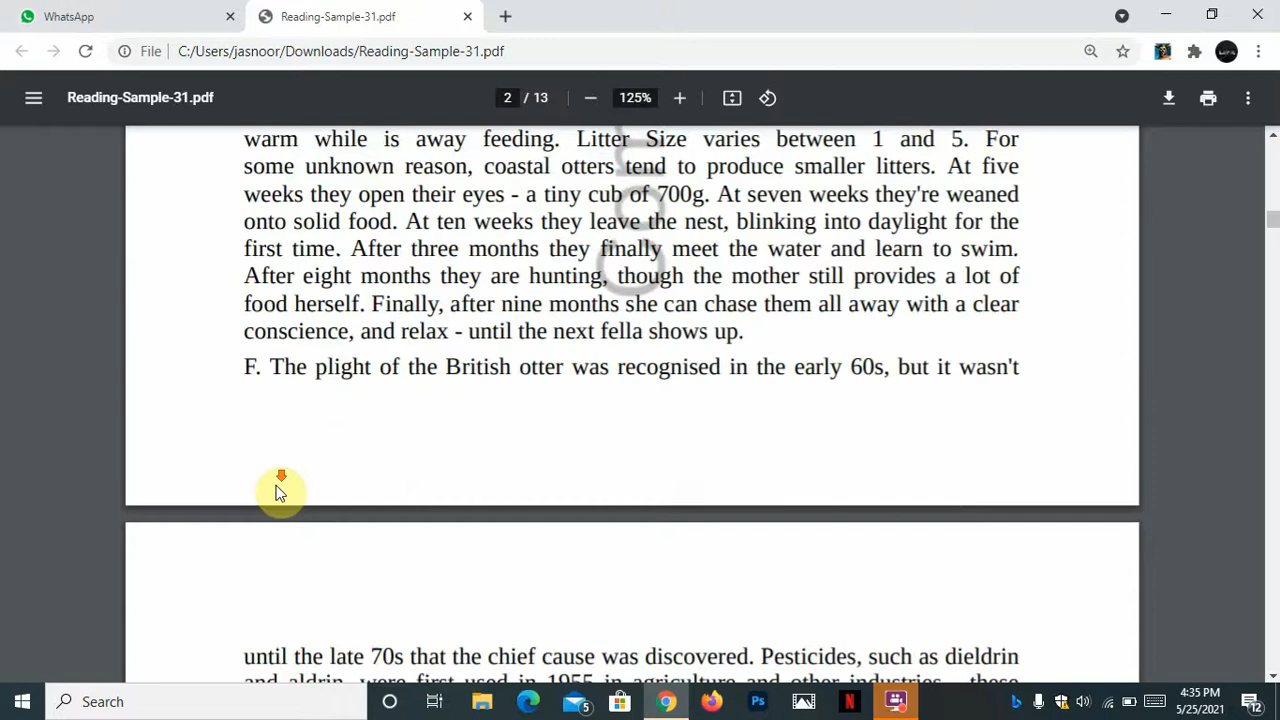 WhatsApp
Reading-Sample-31.pdf
File
C:/Users/jasnoor/Downloads/Reading-Sample-31.pdf
Reading-Sample-31.pdf
2 / 13
125%
warm while is away feeding. Litter Size varies between 1 and 5. For
some unknown reason, coastal otters tend to produce smaller litters. At five
weeks they open their eyes - a tiny cub of 700g. At seven weeks they're weaned
onto solid food. At ten weeks they leave the nest, blinking into daylight for the
first time. After three months they finally meet the water and learn to swim.
After eight months they are hunting, though the mother still provides a lot of
food herself. Finally, after nine months she can chase them all away with a clear
conscience, and relax - until the next fella shows up.
F. The plight of the British otter was recognised in the early 60s, but it wasn't
until the late 70s that the chief cause was discovered. Pesticides, such as dieldrin
and aldrin, were first used in 1955 in agriculture and other industries - these
Search
5
Ps
N
4:35 PM
5/25/2021
12